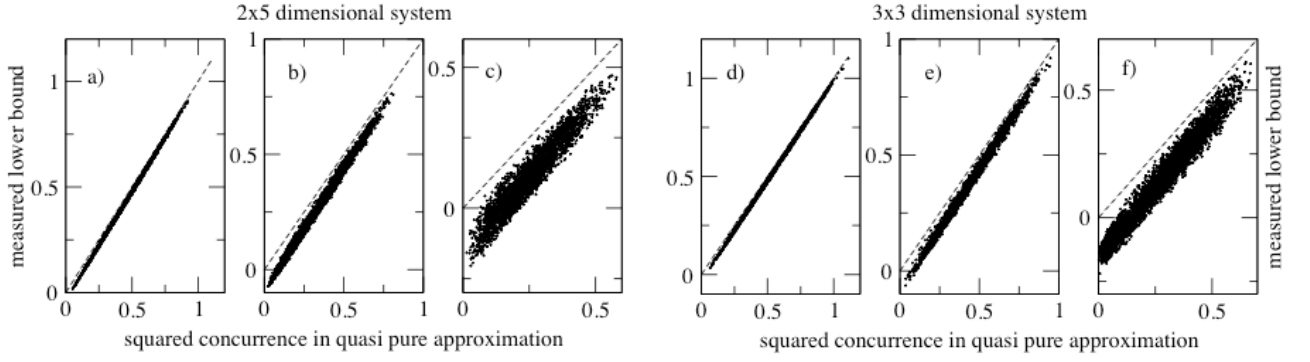 2x5 dimensional system
3x3 dimensional system
measured lower bound
a)
1
0.5
0
0
0.5
1
b)
1
0.5
0
0
0.5
1
c)
0.5
0
0
0.5
d)
1
0.5
0
0
0.5
1
e)
1
0.5
0
0
0.5
1
f)
0.5
0
0
0.5
measured lower bound
squared concurrence in quasi pure approximation
squared concurrence in quasi pure approximation